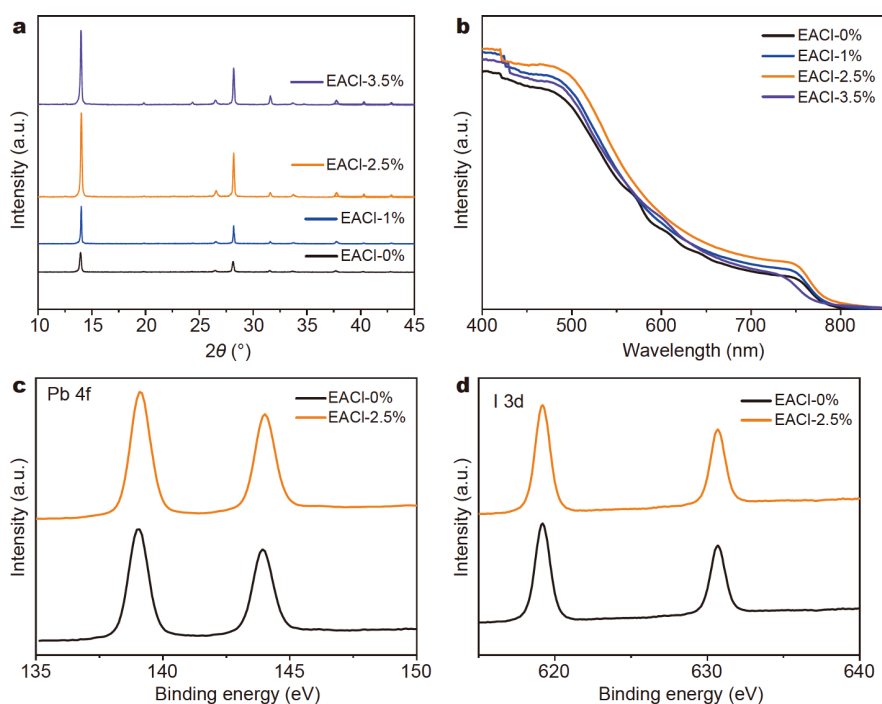 a
EACl-3.5%
EACl-2.5%
EACl-1%
EACl-0%
Intensity (a.u.)
10 15 20 25 30 35 40 45
2θ (°)
b
EACl-0%
EACl-1%
EACl-2.5%
EACl-3.5%
Intensity (a.u.)
400 500 600 700 800
Wavelength (nm)
c Pb 4f
EACl-0%
EACl-2.5%
Intensity (a.u.)
135 140 145 150
Binding energy (eV)
d
I 3d
EACl-0%
EACl-2.5%
Intensity (a.u.)
620 630 640
Binding energy (eV)